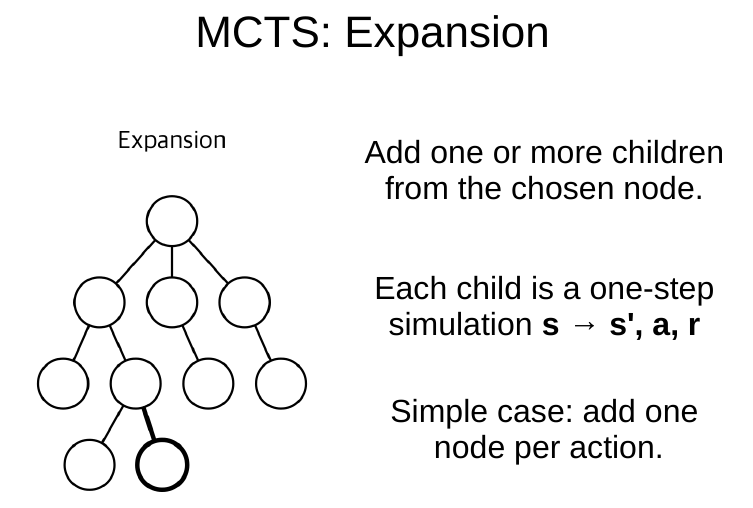 MCTS: Expansion
Expansion
Add one or more children
from the chosen node.
Each child is a one-step
simulation s → s', a, r
Simple case: add one
node per action.